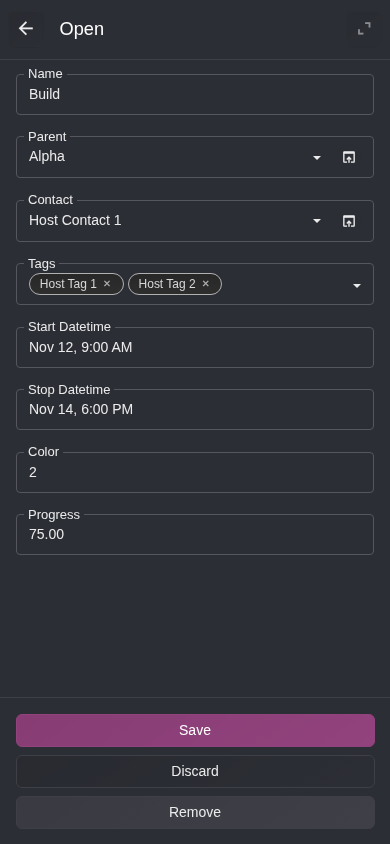 Open
Name
Build
Parent
Alpha
Contact
Host Contact 1
Tags
Host Tag 1 × Host Tag 2 ×
Start Datetime
Nov 12, 9:00 AM
Stop Datetime
Nov 14, 6:00 PM
Color
2
Progress
75.00
Save
Discard
Remove